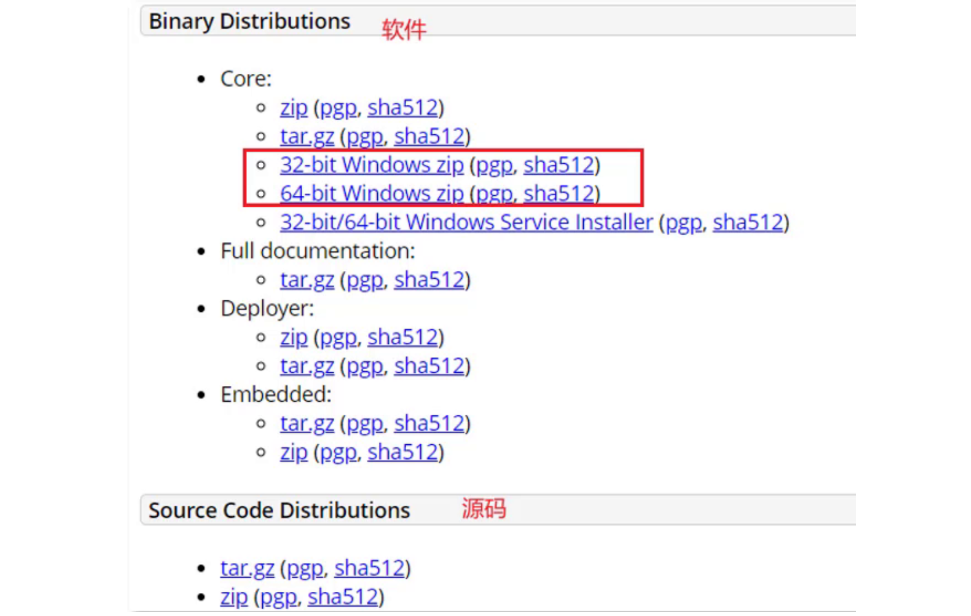 Binary Distributions 软件
Core:
zip (pgp, sha512)
tar.gz (pgp, sha512)
32-bit Windows zip (pgp, sha512)
64-bit Windows zip (pgp, sha512)
32-bit/64-bit Windows Service Installer (pgp, sha512)
Full documentation:
tar.gz (pgp, sha512)
Deployer:
zip (pgp, sha512)
tar.gz (pgp, sha512)
Embedded:
tar.gz (pgp, sha512)
zip (pgp, sha512)
Source Code Distributions 源码
tar.gz (pgp, sha512)
zip (pgp, sha512)